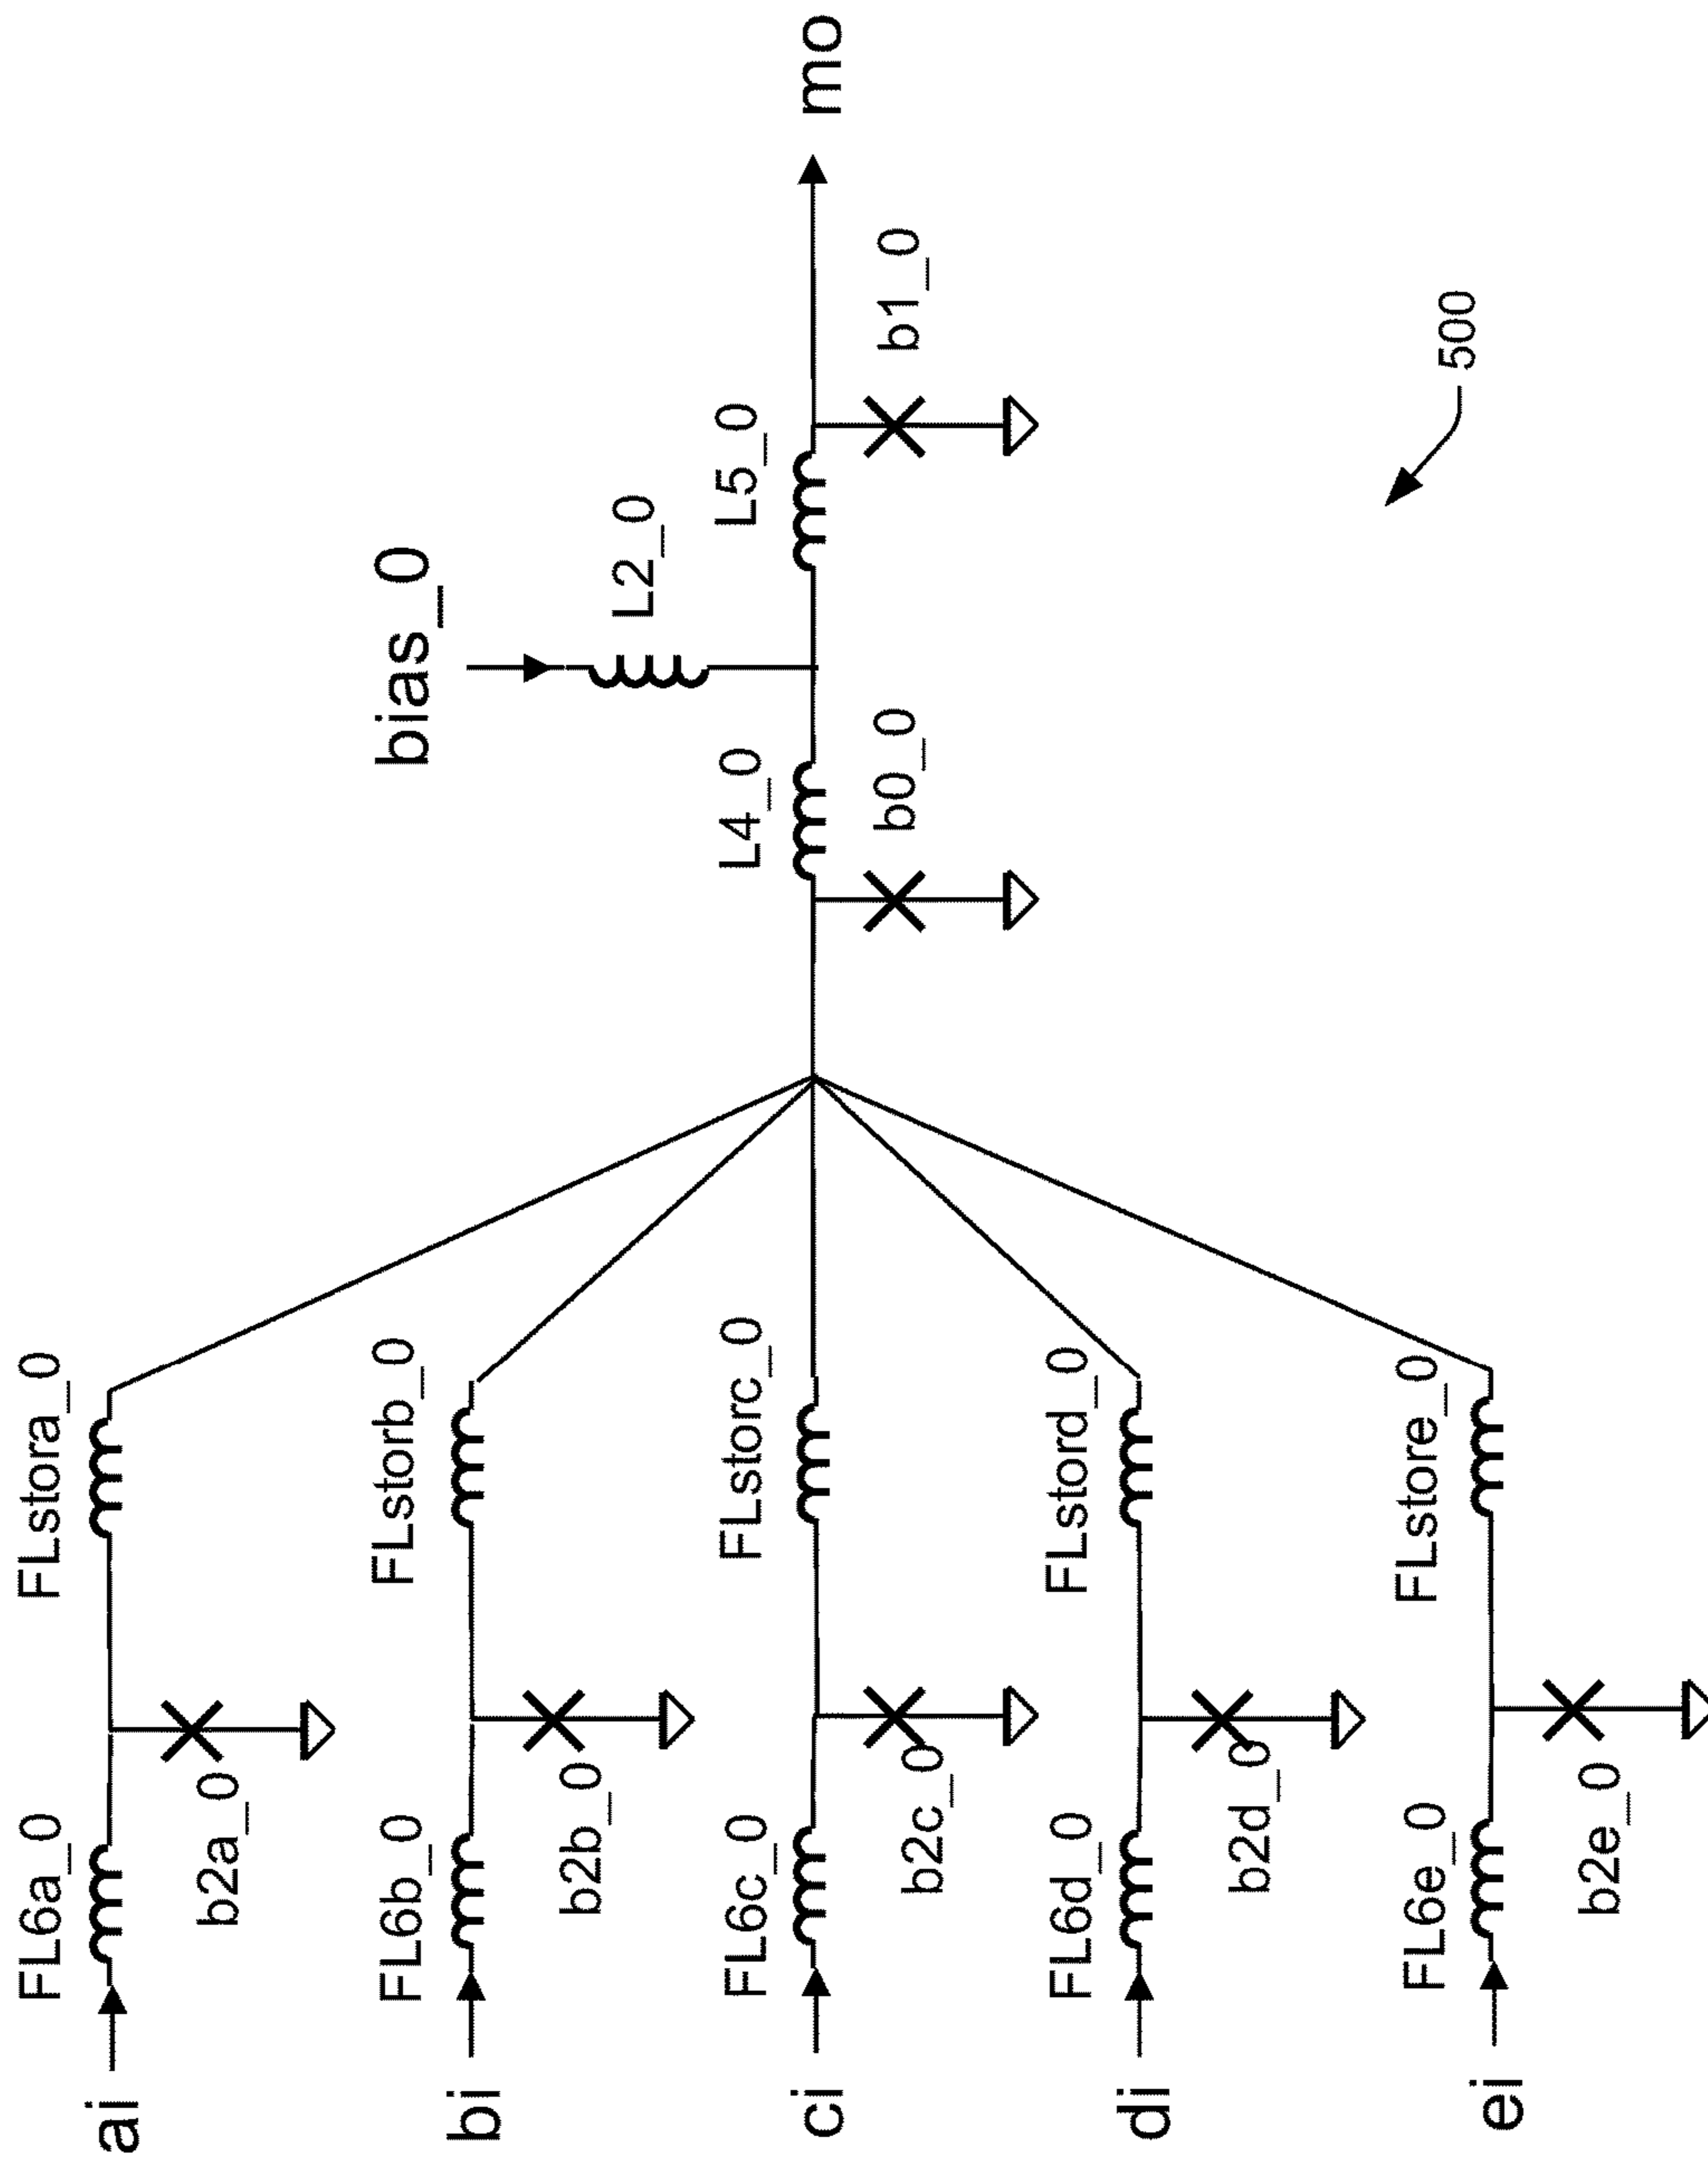 ai
FL6a_0
FLstora_0
b2a_0
bi
FL6b_0
FLstorb_0
b2b_0
bias_0
L2_0
ci
FL6c_0
FLstorc_0
L4_0
L5_0
mo
b2c_0
b0_0
b1_0
di
FL6d_0
FLstord_0
b2d_0
ei
FL6e_0
FLstore_0
b2e_0
500